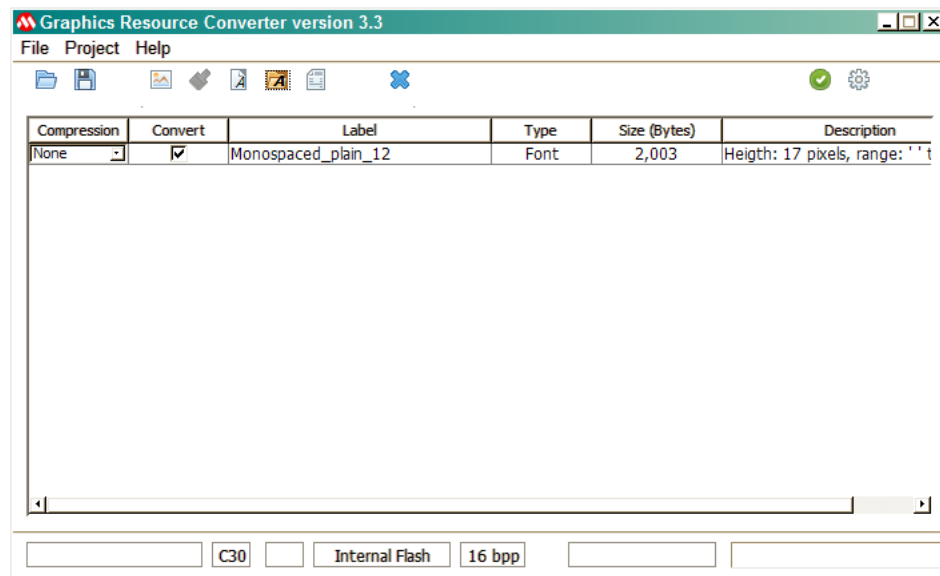 Graphics Resource Converter version 3.3
File Project Help
Compression Convert Label Type Size (Bytes) Description
None Monospaced_plain_12 Font 2,003 Heigth: 17 pixels, range: ' ' t
C30 Internal Flash 16 bpp